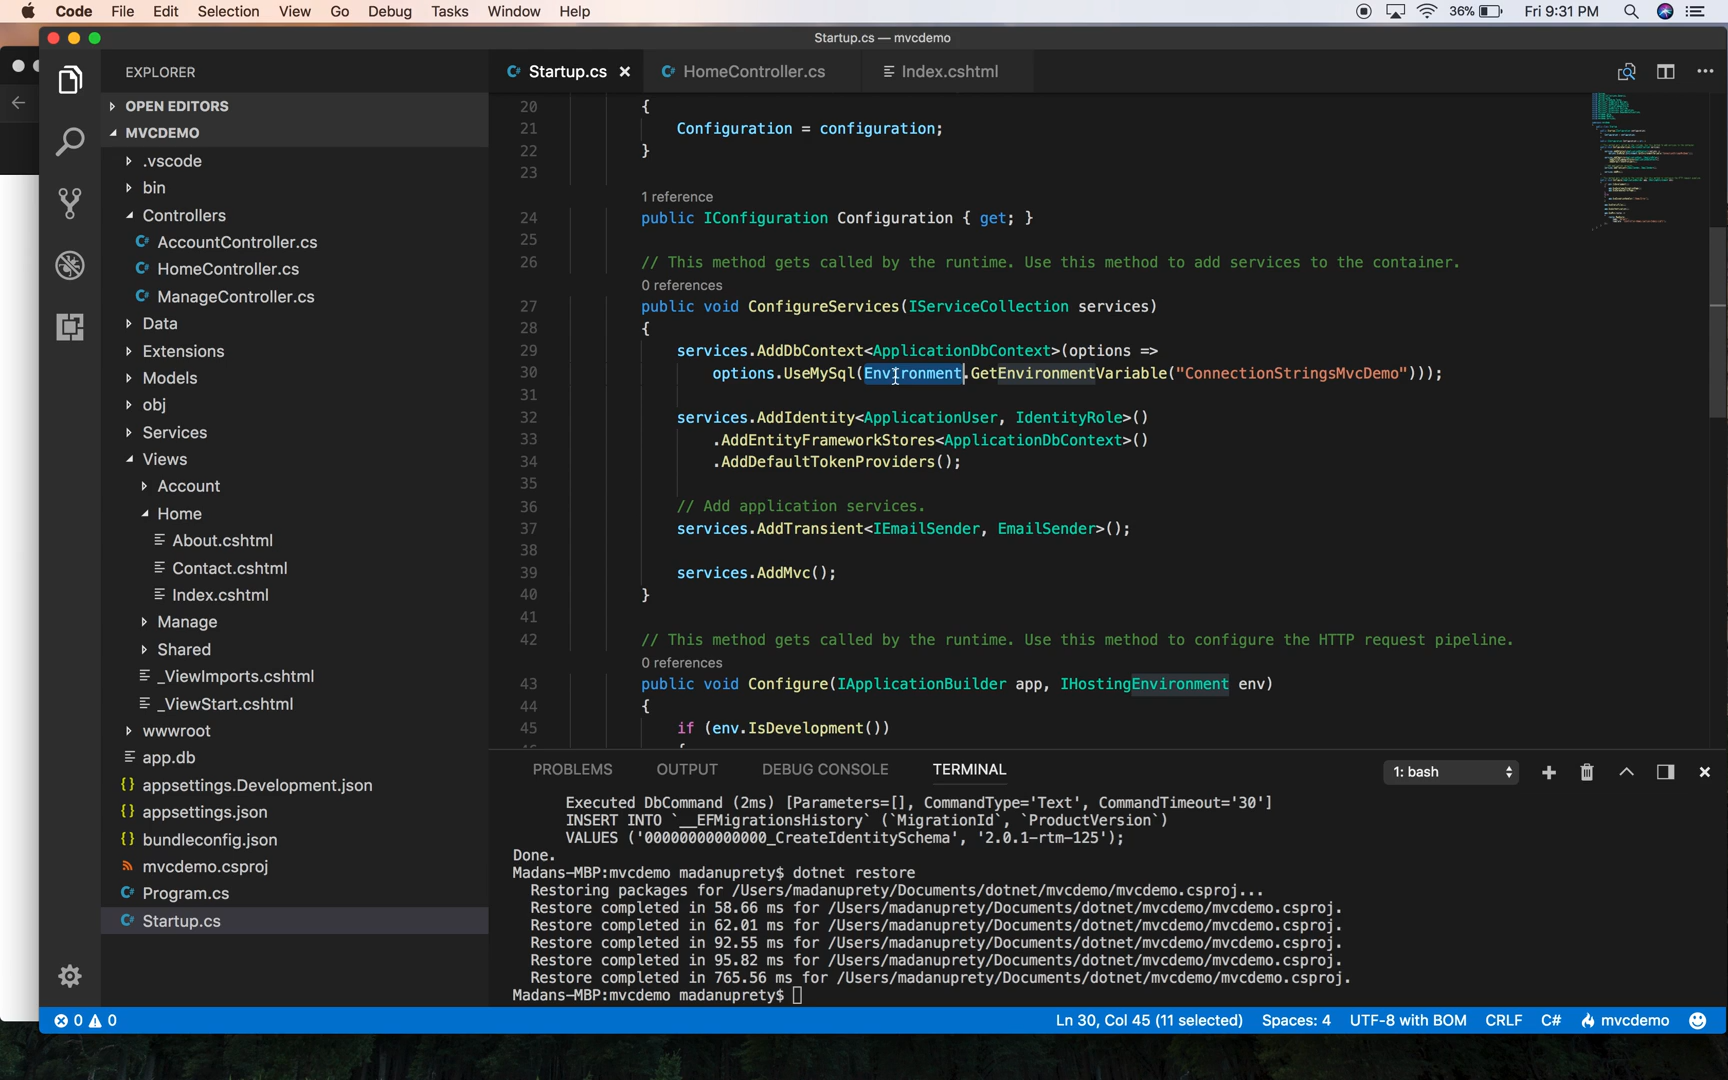 Code File Edit Selection View Go Debug Tasks Window Help 36% Fri 9:31 PM
Startup.cs — mvcdemo
EXPLORER
OPEN EDITORS
MVCDEMO
.vscode
bin
Controllers
C# AccountController.cs
C# HomeController.cs
C# ManageController.cs
Data
Extensions
Models
obj
Services
Views
Account
Home
About.cshtml
Contact.cshtml
Index.cshtml
Manage
Shared
_ViewImports.cshtml
_ViewStart.cshtml
wwwroot
app.db
{} appsettings.Development.json
{} appsettings.json
{} bundleconfig.json
mvcdemo.csproj
C# Program.cs
C# Startup.cs
C# Startup.cs C# HomeController.cs Index.cshtml
20 {
21 Configuration = configuration;
22 }
23
1 reference
24 public IConfiguration Configuration { get; }
25
26 // This method gets called by the runtime. Use this method to add services to the container.
0 references
27 public void ConfigureServices(IServiceCollection services)
28 {
29 services.AddDbContext<ApplicationDbContext>(options =>
30 options.UseMySql(Environment.GetEnvironmentVariable("ConnectionStringsMvcDemo")));
31
32 services.AddIdentity<ApplicationUser, IdentityRole>()
33 .AddEntityFrameworkStores<ApplicationDbContext>()
34 .AddDefaultTokenProviders();
35
36 // Add application services.
37 services.AddTransient<IEmailSender, EmailSender>();
38
39 services.AddMvc();
40 }
41
42 // This method gets called by the runtime. Use this method to configure the HTTP request pipeline.
0 references
43 public void Configure(IApplicationBuilder app, IHostingEnvironment env)
44 {
45 if (env.IsDevelopment())
PROBLEMS OUTPUT DEBUG CONSOLE TERMINAL 1: bash
Executed DbCommand (2ms) [Parameters=[], CommandType='Text', CommandTimeout='30']
INSERT INTO `__EFMigrationsHistory` (`MigrationId`, `ProductVersion`)
VALUES ('00000000000000_CreateIdentitySchema', '2.0.1-rtm-125');
Done.
Madans-MBP:mvcdemo madanuprety$ dotnet restore
Restoring packages for /Users/madanuprety/Documents/dotnet/mvcdemo/mvcdemo.csproj...
Restore completed in 58.66 ms for /Users/madanuprety/Documents/dotnet/mvcdemo/mvcdemo.csproj.
Restore completed in 62.01 ms for /Users/madanuprety/Documents/dotnet/mvcdemo/mvcdemo.csproj.
Restore completed in 92.55 ms for /Users/madanuprety/Documents/dotnet/mvcdemo/mvcdemo.csproj.
Restore completed in 95.82 ms for /Users/madanuprety/Documents/dotnet/mvcdemo/mvcdemo.csproj.
Restore completed in 765.56 ms for /Users/madanuprety/Documents/dotnet/mvcdemo/mvcdemo.csproj.
Madans-MBP:mvcdemo madanuprety$
0 0 Ln 30, Col 45 (11 selected) Spaces: 4 UTF-8 with BOM CRLF C# mvcdemo